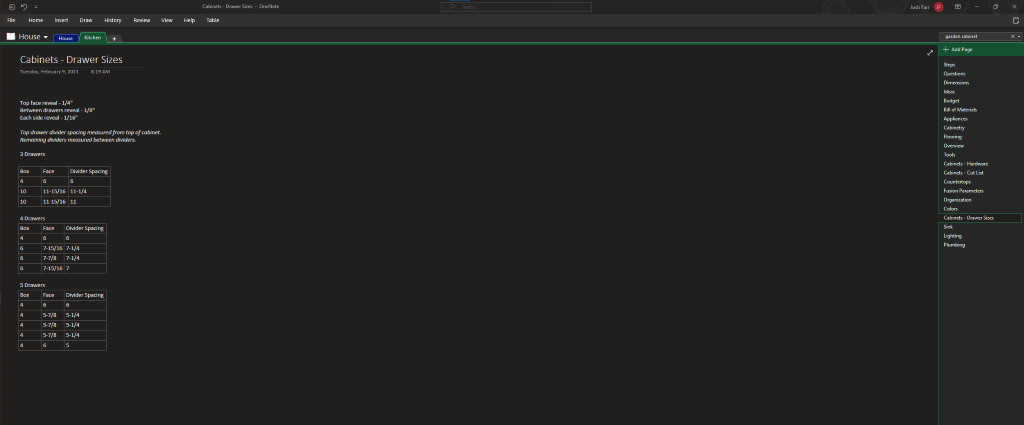 Cabinets - Drawer Sizes - OneNote
Search
Josh Parr
JP
File Home Insert Draw History Review View Help Hijup Table
House House Kitchen +
garden cabinet
Cabinets - Drawer Sizes
Tuesday, February 9, 2021 8:19 AM
Top face reveal - 1/4"
Between drawers reveal - 1/8"
Each side reveal - 1/16"
Top drawer divider spacing measured from top of cabinet.
Remaining dividers measured between dividers.
3 Drawers
Box Face Divider Spacing
4 6 6
10 11-15/16 11-1/4
10 11-15/16 11
4 Drawers
Box Face Divider Spacing
4 6 6
6 7-15/16 7-1/4
6 7-7/8 7-1/4
6 7-15/16 7
5 Drawers
Box Face Divider Spacing
4 6 6
4 5-7/8 5-1/4
4 5-7/8 5-1/4
4 5-7/8 5-1/4
4 6 5
Add Page
Steps
Questions
Dimensions
Ideas
Budget
Bill of Materials
Appliances
Cabinetry
Flooring
Overview
Tools
Cabinets - Hardware
Cabinets - Cut List
Countertops
Fusion Parameters
Organization
Colors
Cabinets - Drawer Sizes
Sink
Lighting
Plumbing